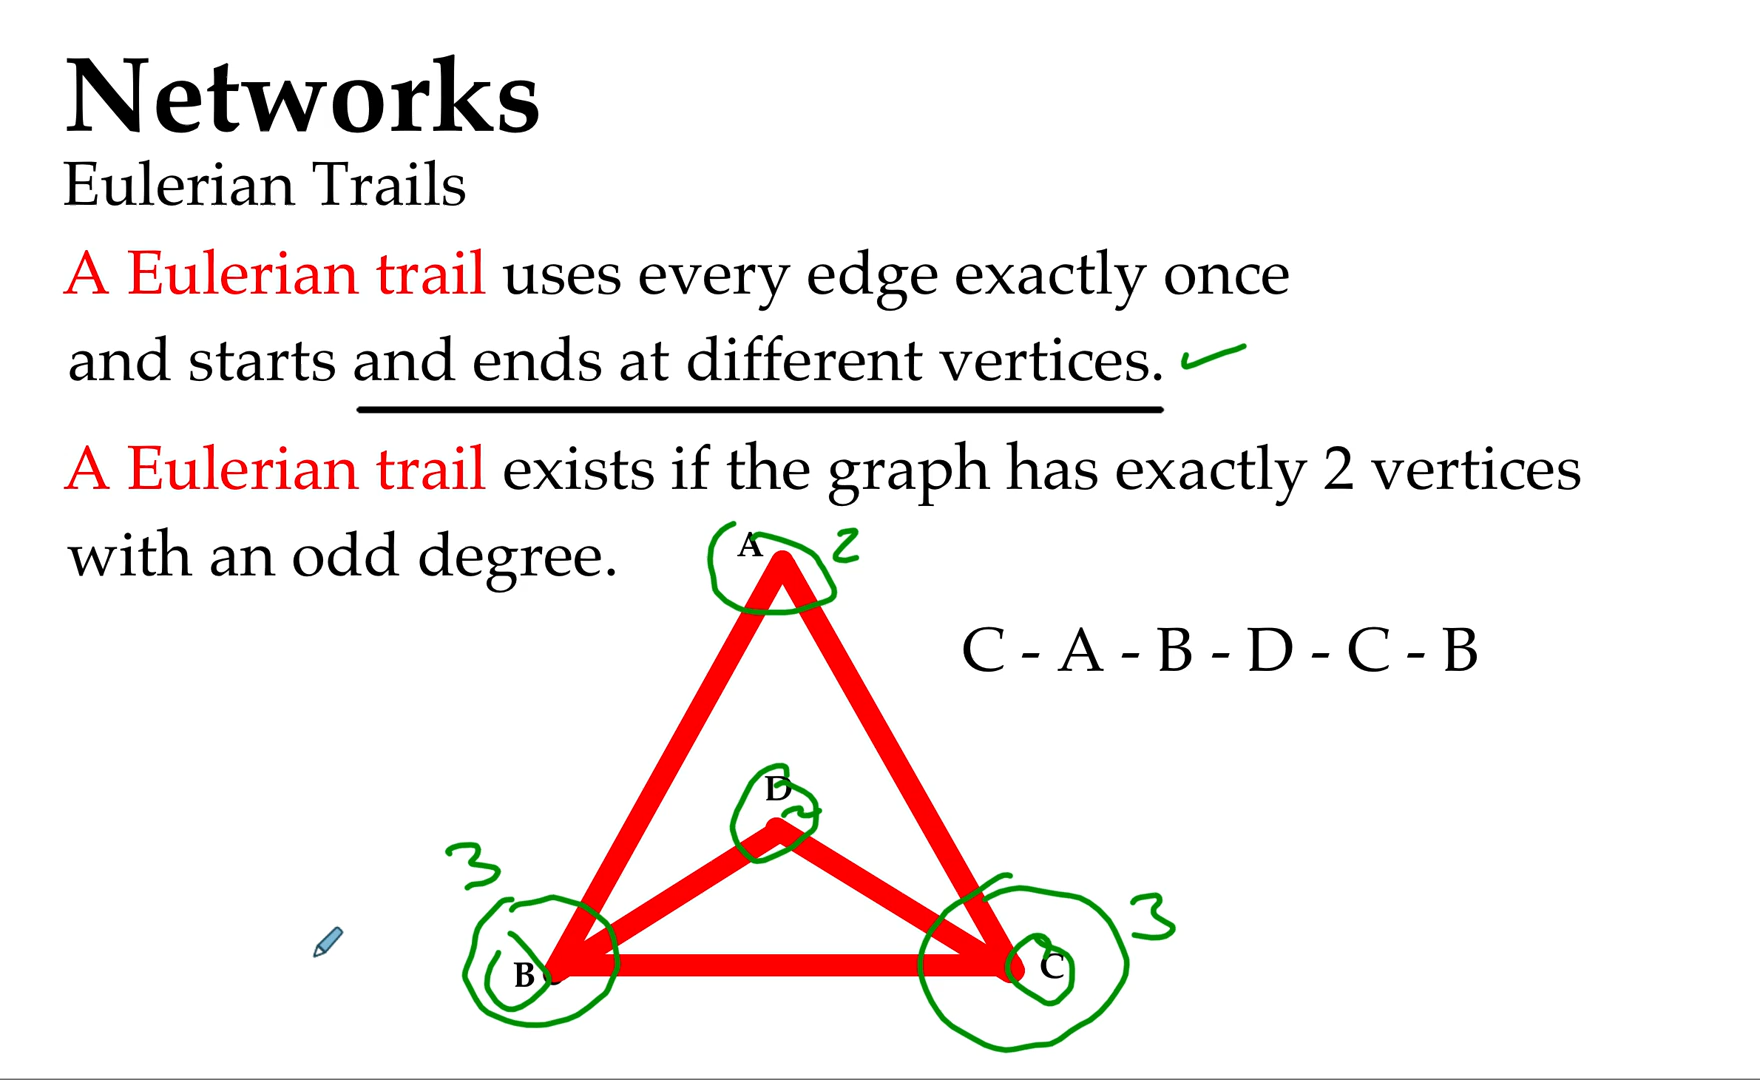 Networks
Eulerian Trails
A Eulerian trail uses every edge exactly once
and starts and ends at different vertices.
A Eulerian trail exists if the graph has exactly 2 vertices
with an odd degree.
A 2
C - A - B - D - C - B
D
2
3
3
B
C